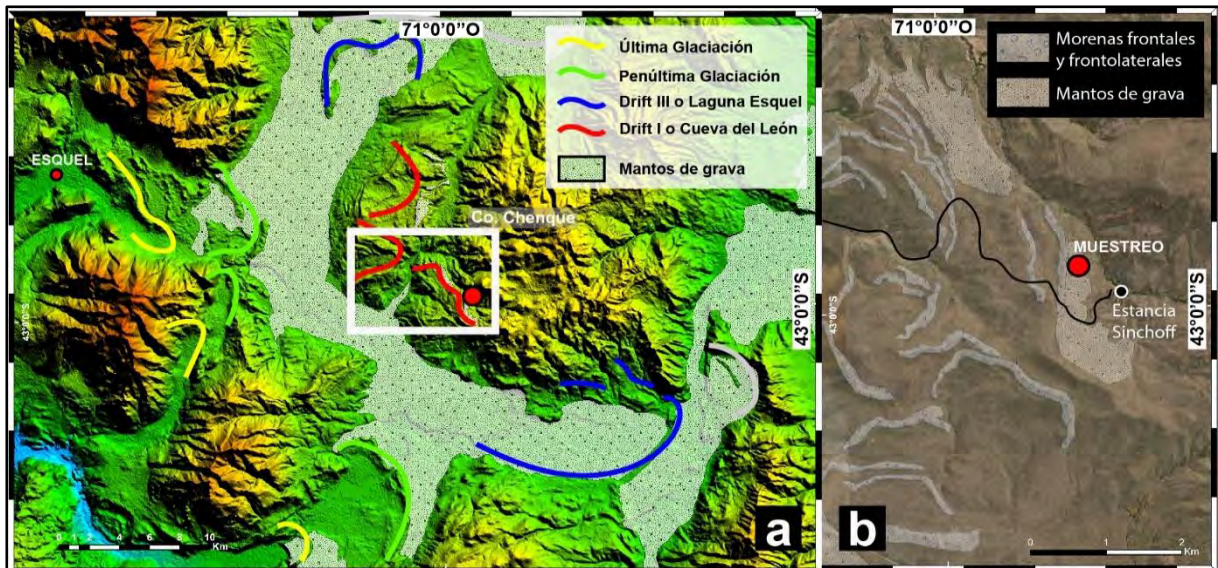 71°0'0"O
Última Glaciación
Penúltima Glaciación
Drift III o Laguna Esquel
Drift I o Cueva del León
Mantos de grava
ESQUEL
Co. Chenque
43°0'0"S
43°0'0"S
0 1 2 4 6 8 10
Km
a
71°0'0"O
Morenas frontales
y frontolaterales
Mantos de grava
MUESTREO
Estancia
Sinchoff
43°0'0"S
43°0'0"S
0 1 2
Km
b